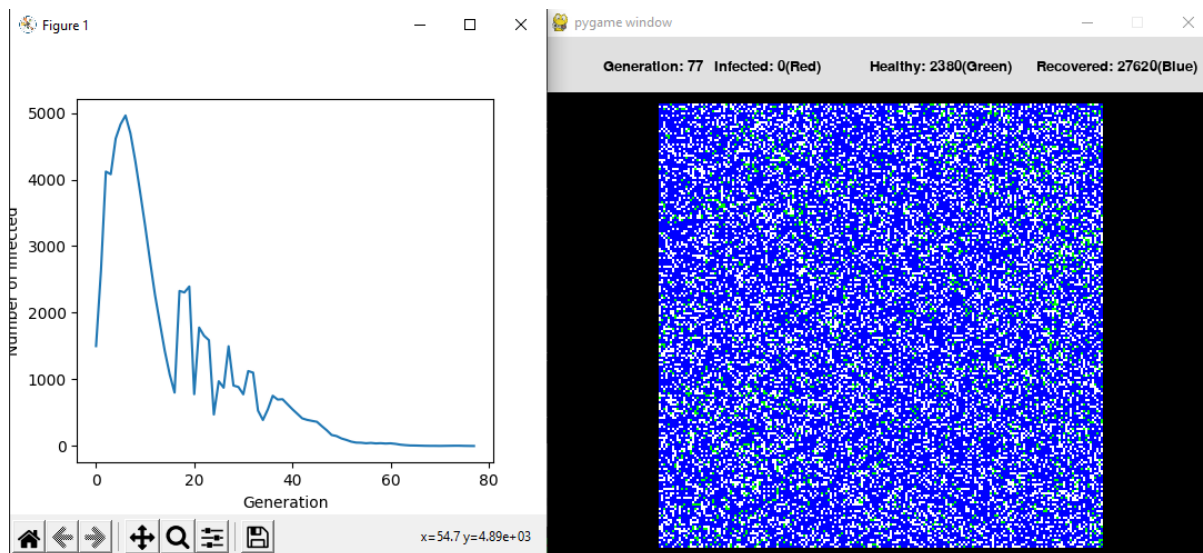 Figure 1
5000
4000
3000
2000
1000
0
Number of Infected
0 20 40 60 80
Generation
x=54.7 y=4.89e+03
pygame window
Generation: 77 Infected: 0(Red) Healthy: 2380(Green) Recovered: 27620(Blue)